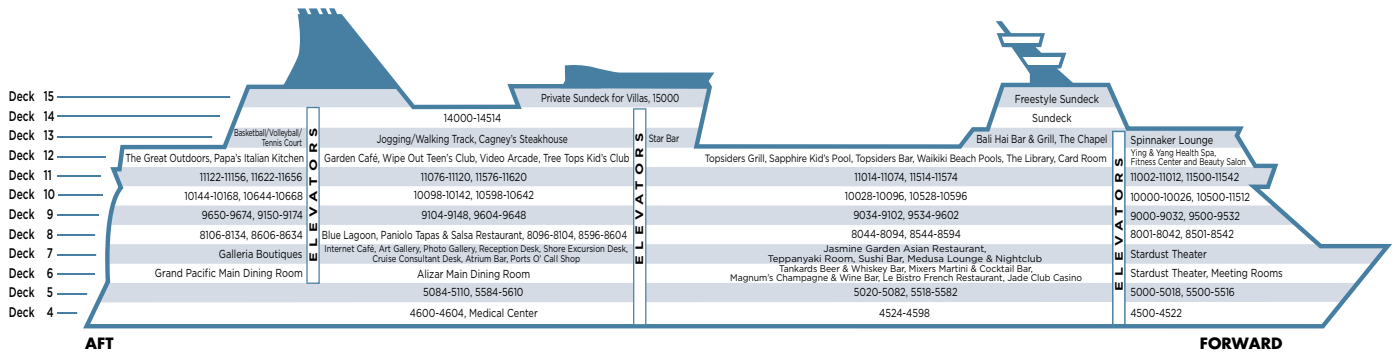 Deck 15
Private Sundeck for Villas, 15000
Freestyle Sundeck
Deck 14
14000-14514
Sundeck
Deck 13
Basketball/Volleyball/
Tennis Court
Jogging/Walking Track, Cagney's Steakhouse
Star Bar
Bali Hai Bar & Grill, The Chapel
Spinnaker Lounge
Deck 12
The Great Outdoors, Papa's Italian Kitchen
Garden Café, Wipe Out Teen's Club, Video Arcade, Tree Tops Kid's Club
Topsiders Grill, Sapphire Kid's Pool, Topsiders Bar, Waikiki Beach Pools, The Library, Card Room
Ying & Yang Health Spa,
Fitness Center and Beauty Salon
Deck 11
11122-11156, 11622-11656
11076-11120, 11576-11620
11014-11074, 11514-11574
11002-11012, 11500-11542
Deck 10
10144-10168, 10644-10668
10098-10142, 10598-10642
10028-10096, 10528-10596
10000-10026, 10500-11512
Deck 9
9650-9674, 9150-9174
9104-9148, 9604-9648
9034-9102, 9534-9602
9000-9032, 9500-9532
Deck 8
8106-8134, 8606-8634
Blue Lagoon, Paniolo Tapas & Salsa Restaurant, 8096-8104, 8596-8604
8044-8094, 8544-8594
8001-8042, 8501-8542
Deck 7
Galleria Boutiques
Internet Café, Art Gallery, Photo Gallery, Reception Desk, Shore Excursion Desk,
Cruise Consultant Desk, Atrium Bar, Ports O' Call Shop
Jasmine Garden Asian Restaurant,
Teppanyaki Room, Sushi Bar, Medusa Lounge & Nightclub
Stardust Theater
Deck 6
Grand Pacific Main Dining Room
Alizar Main Dining Room
Tankards Beer & Whiskey Bar, Mixers Martini & Cocktail Bar,
Magnum's Champagne & Wine Bar, Le Bistro French Restaurant, Jade Club Casino
Stardust Theater, Meeting Rooms
Deck 5
5084-5110, 5584-5610
5020-5082, 5518-5582
5000-5018, 5500-5516
Deck 4
4600-4604, Medical Center
4524-4598
4500-4522
ELEVATORS
ELEVATORS
ELEVATORS
AFT
FORWARD